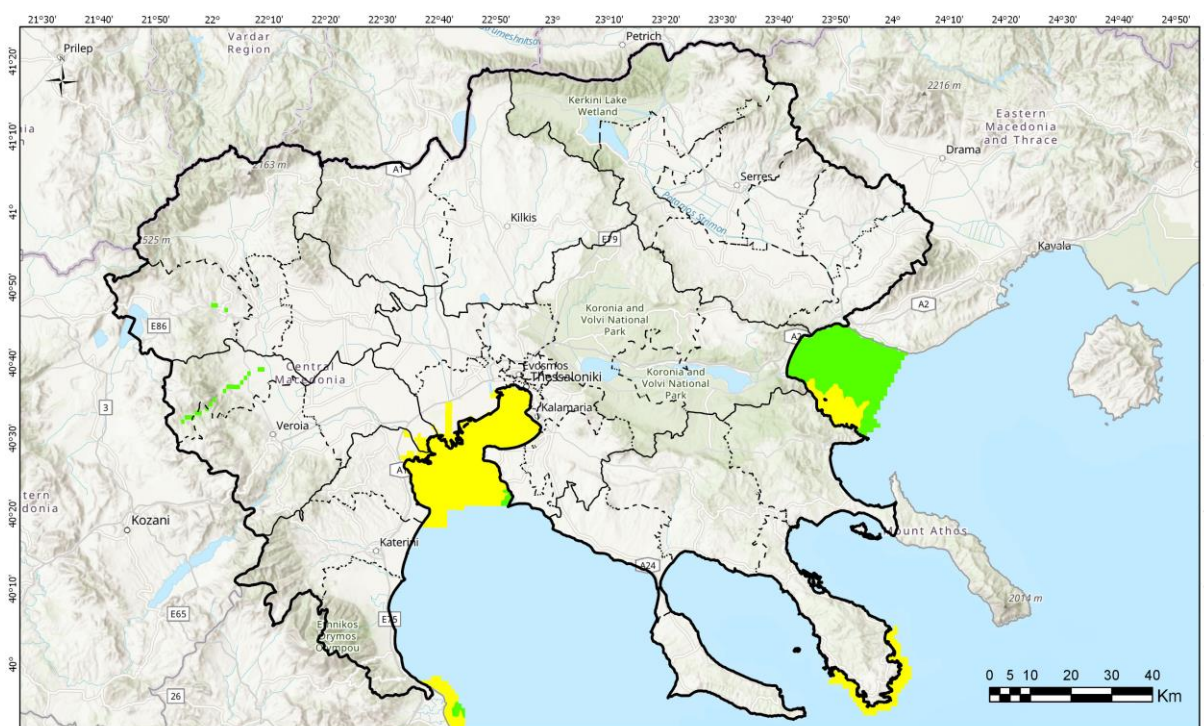 21°30' 21°40' 21°50' 22° 22°10' 22°20' 22°30' 22°40' 22°50' 23° 23°10' 23°20' 23°30' 23°40' 23°50' 24° 24°10' 24°20' 24°30' 24°40' 24°50'
41°20'
41°10'
41°
40°50'
40°40'
40°30'
40°20'
40°10'
40°
Prilep
Vardar
Region
Petrich
2216 m
Kerkini Lake
Wetland
Eastern
Macedonia
and Thrace
Drama
2163 m
A1
Serres
Potamos Strimon
Kilkis
E79
Kavala
A2
E86
Koronia and
Volvi National
Park
Central
Macedonia
Evosmos
Thessaloniki
Koronia and
Volvi National
Park
3
Kalamaria
Veroia
Kozani
Katerini
Mount Athos
A24
2014 m
E65
E75
Ethnikos
Drymos
Olympou
26
0 5 10 20 30 40
Km